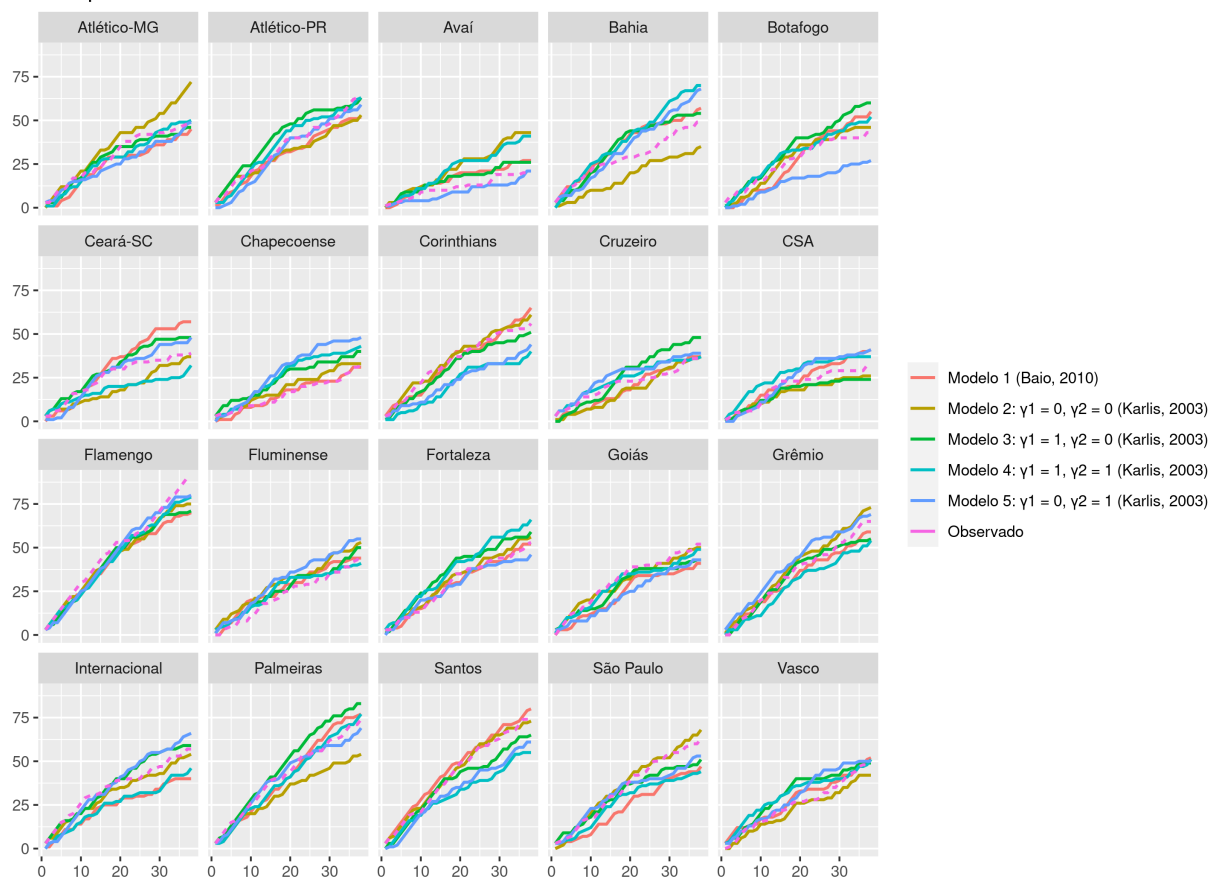 Atlético-MG Atlético-PR Avaí Bahia Botafogo
75
50
25
0
Ceará-SC Chapecoense Corinthians Cruzeiro CSA
75
50
25
0
Modelo 1 (Baio, 2010)
Modelo 2: γ1 = 0, γ2 = 0 (Karlis, 2003)
Modelo 3: γ1 = 1, γ2 = 0 (Karlis, 2003)
Modelo 4: γ1 = 1, γ2 = 1 (Karlis, 2003)
Modelo 5: γ1 = 0, γ2 = 1 (Karlis, 2003)
Observado
Flamengo Fluminense Fortaleza Goiás Grêmio
75
50
25
0
Internacional Palmeiras Santos São Paulo Vasco
75
50
25
0
0 10 20 30 0 10 20 30 0 10 20 30 0 10 20 30 0 10 20 30